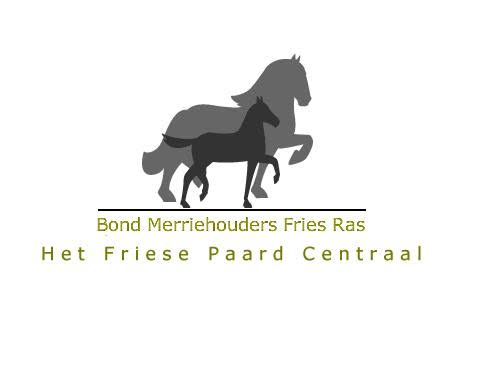 Bond Merriehouders Fries Ras
Het Friese Paard Centraal